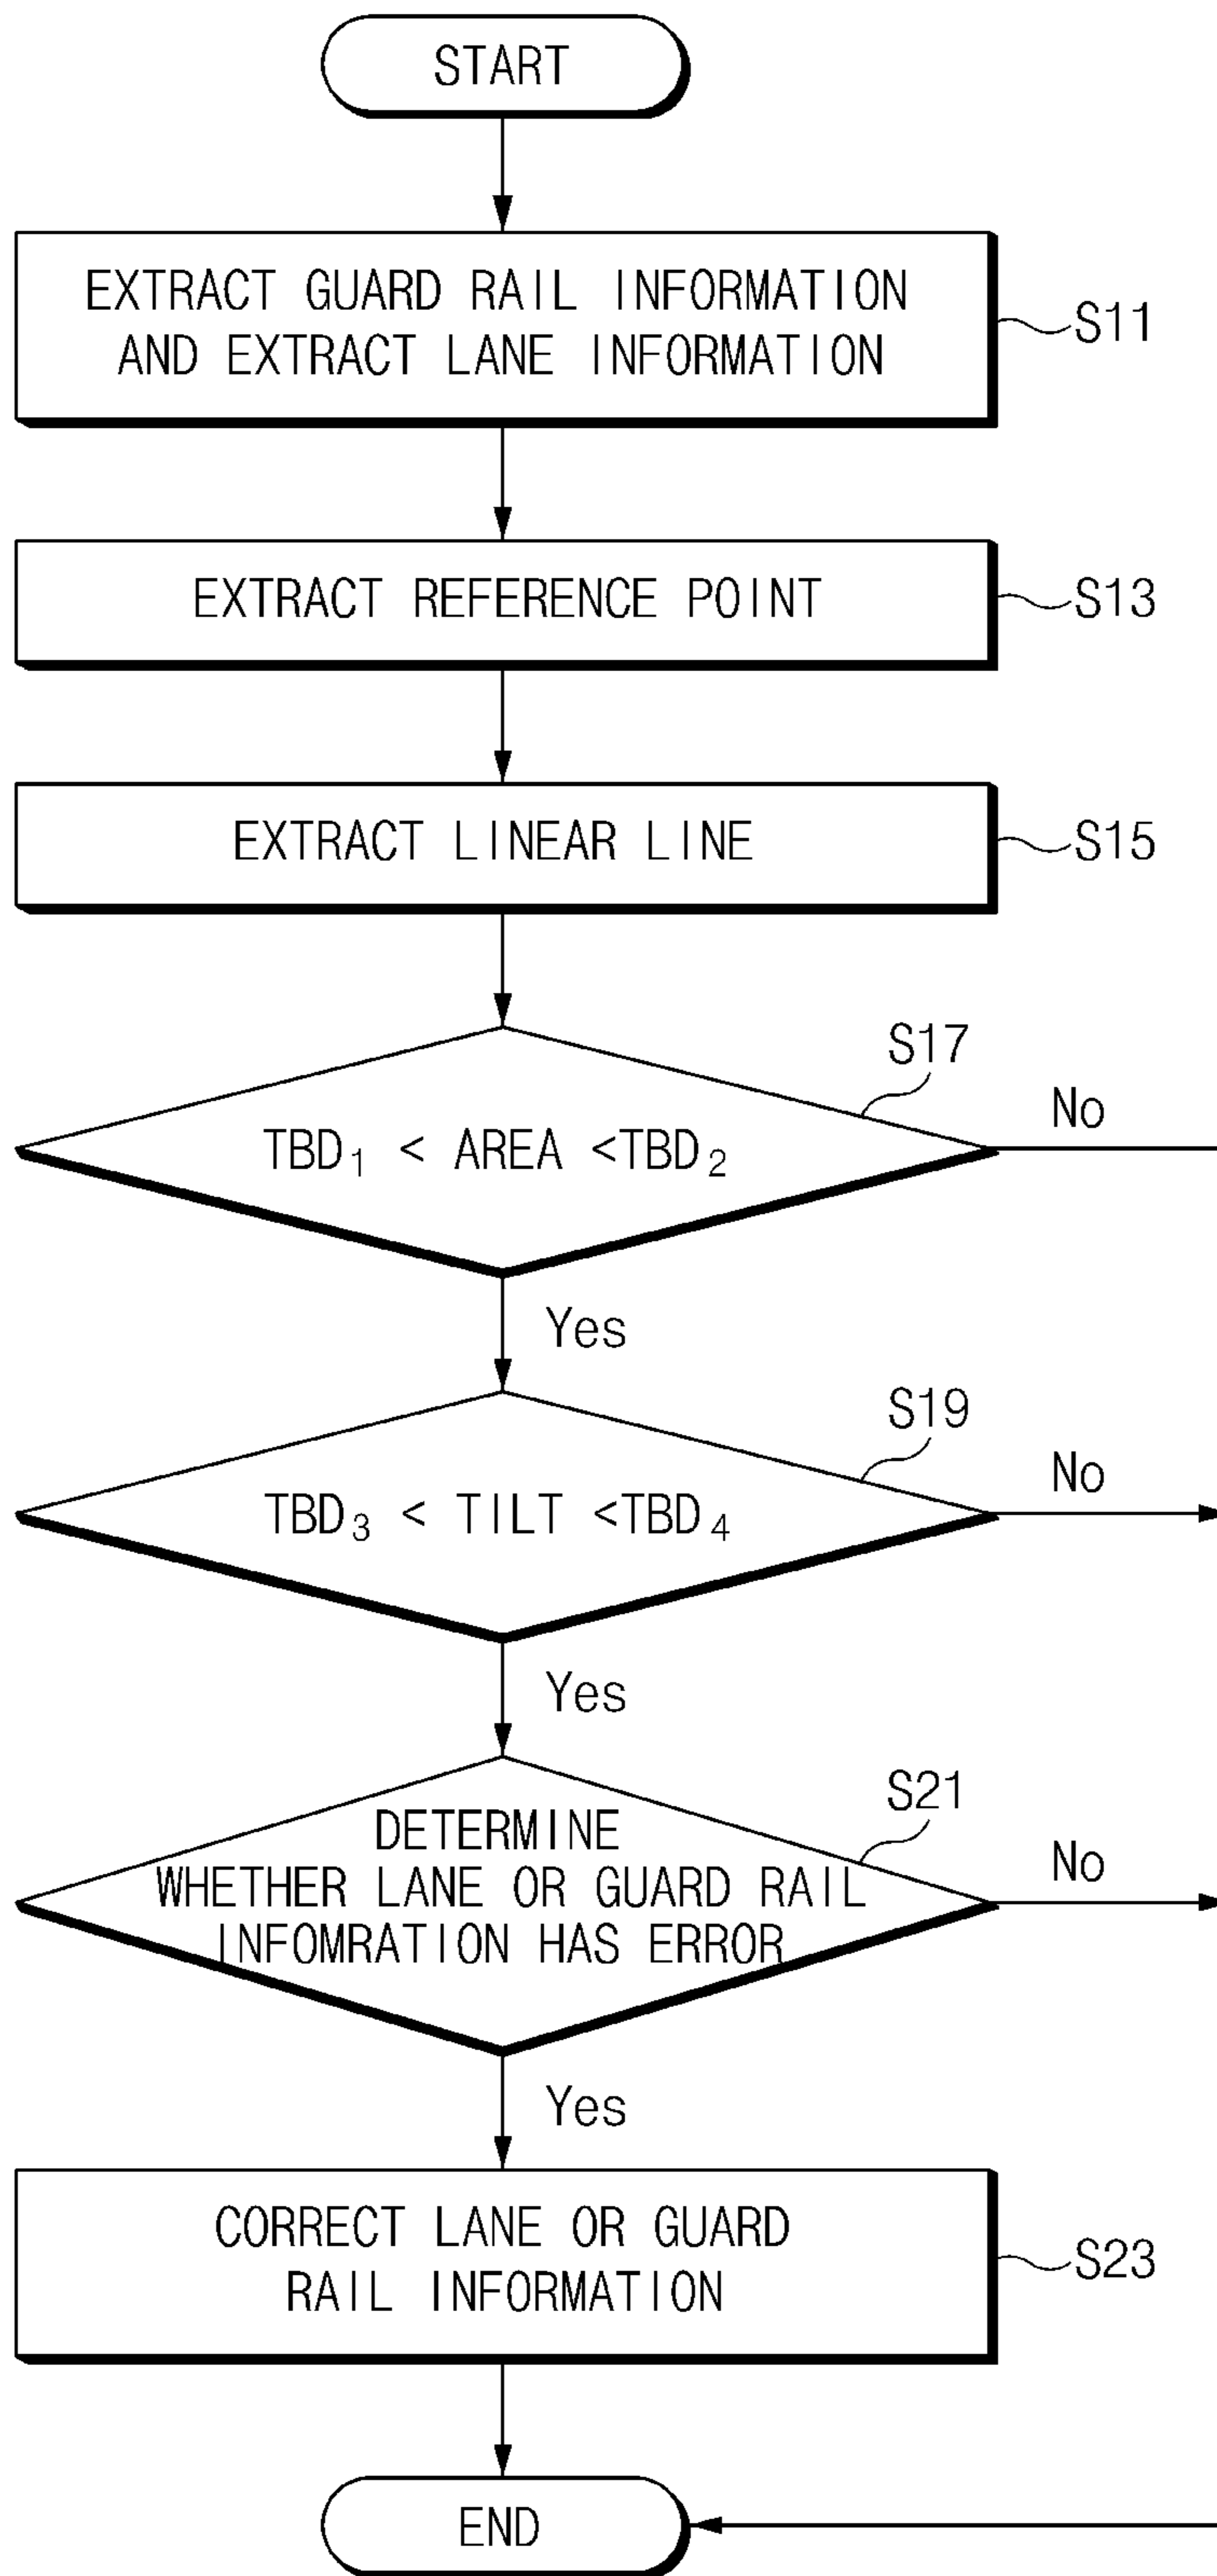 START
EXTRACT GUARD RAIL INFORMATION
AND EXTRACT LANE INFORMATION
S11
EXTRACT REFERENCE POINT
S13
EXTRACT LINEAR LINE
S15
S17
No
TBD₁ < AREA <TBD₂
Yes
S19
No
TBD₃ < TILT <TBD₄
Yes
S21
No
DETERMINE
WHETHER LANE OR GUARD RAIL
INFOMRATION HAS ERROR
Yes
CORRECT LANE OR GUARD
RAIL INFORMATION
S23
END